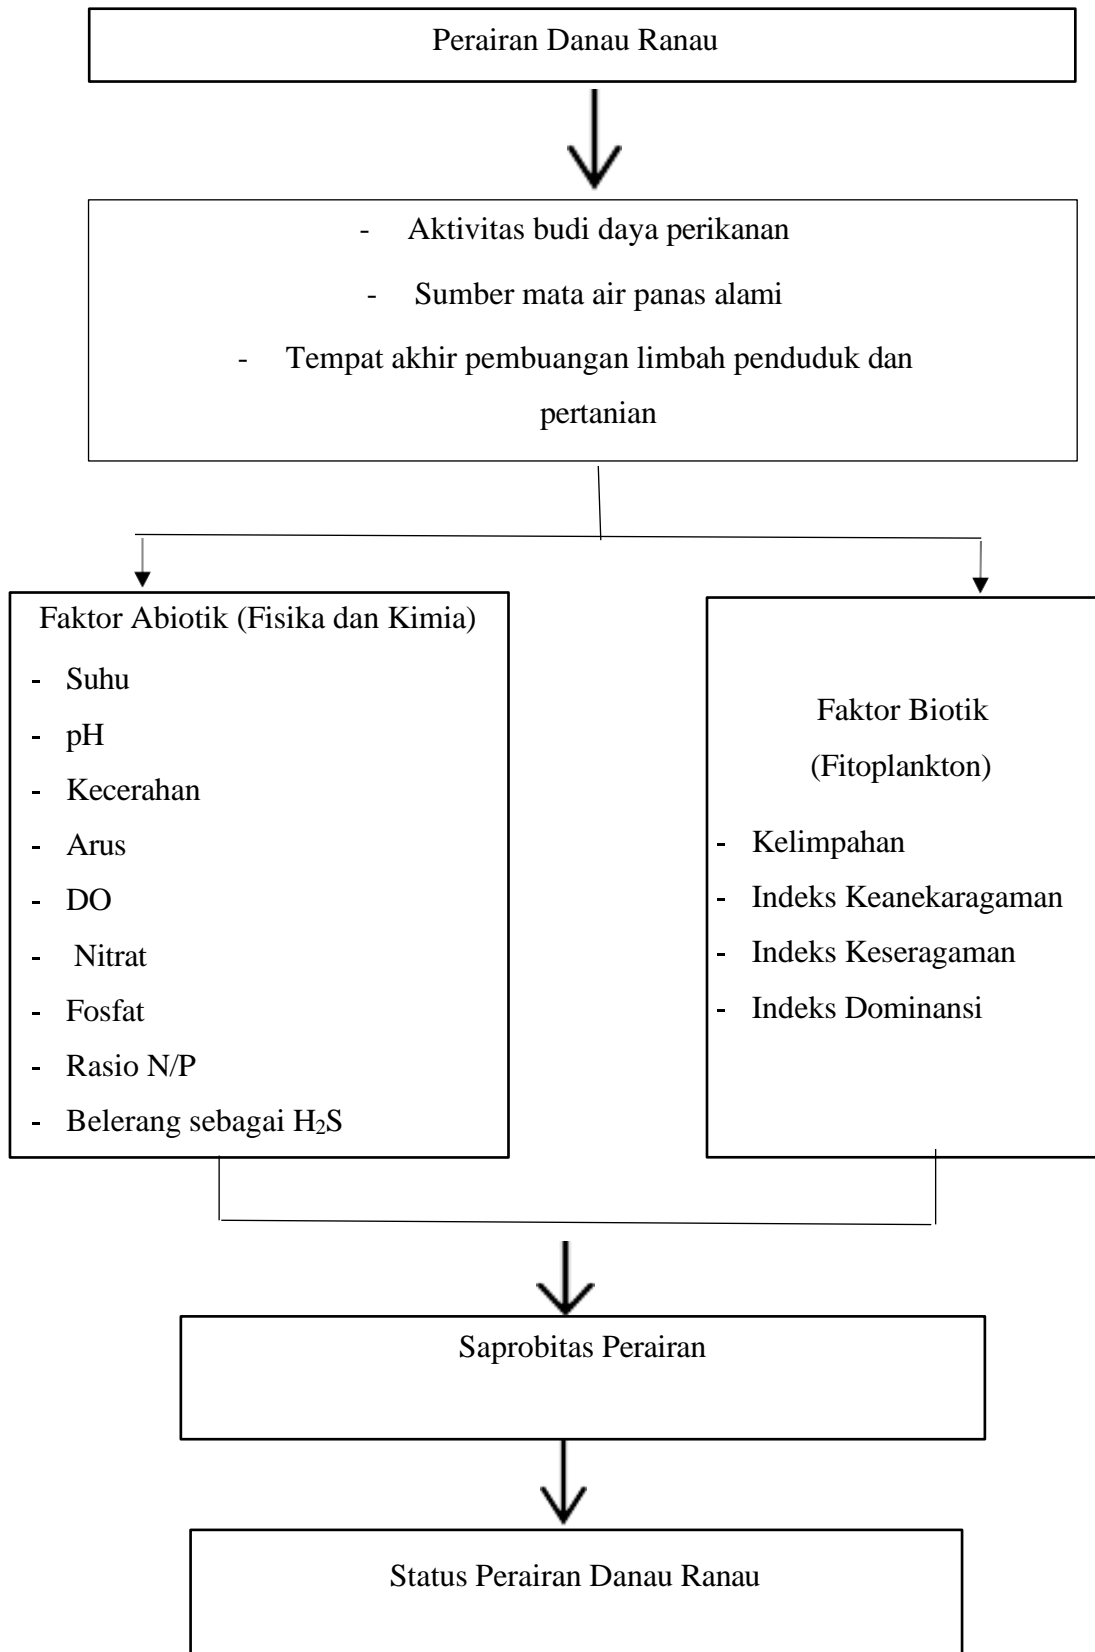 Perairan Danau Ranau
- Aktivitas budi daya perikanan
- Sumber mata air panas alami
- Tempat akhir pembuangan limbah penduduk dan
pertanian
Faktor Abiotik (Fisika dan Kimia)
- Suhu
- pH
- Kecerahan
- Arus
- DO
- Nitrat
- Fosfat
- Rasio N/P
- Belerang sebagai H₂S
Faktor Biotik
(Fitoplankton)
- Kelimpahan
- Indeks Keanekaragaman
- Indeks Keseragaman
- Indeks Dominansi
Saprobitas Perairan
Status Perairan Danau Ranau